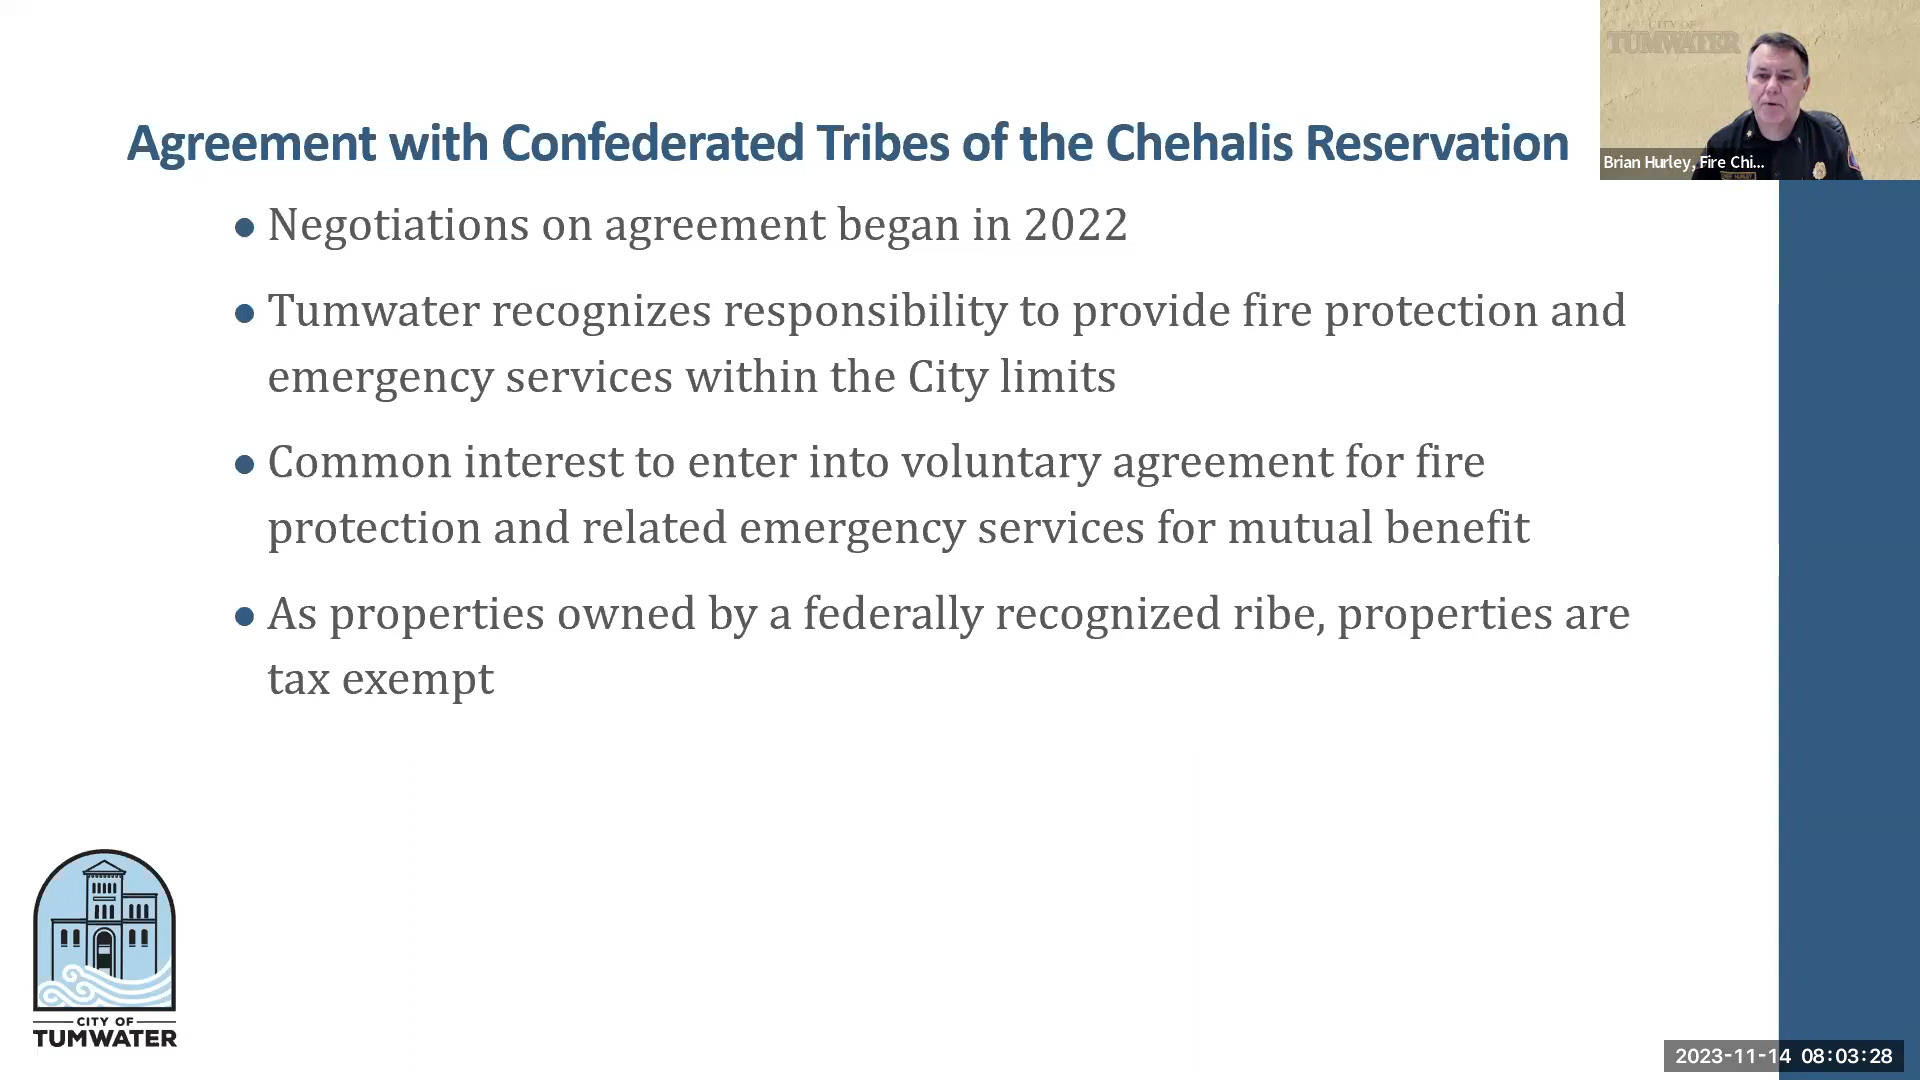 CITY OF
TUMWATER
Brian Hurley, Fire Chi...
Agreement with Confederated Tribes of the Chehalis Reservation
• Negotiations on agreement began in 2022
• Tumwater recognizes responsibility to provide fire protection and
emergency services within the City limits
• Common interest to enter into voluntary agreement for fire
protection and related emergency services for mutual benefit
• As properties owned by a federally recognized ribe, properties are
tax exempt
CITY OF
TUMWATER
2023-11-14 08:03:28